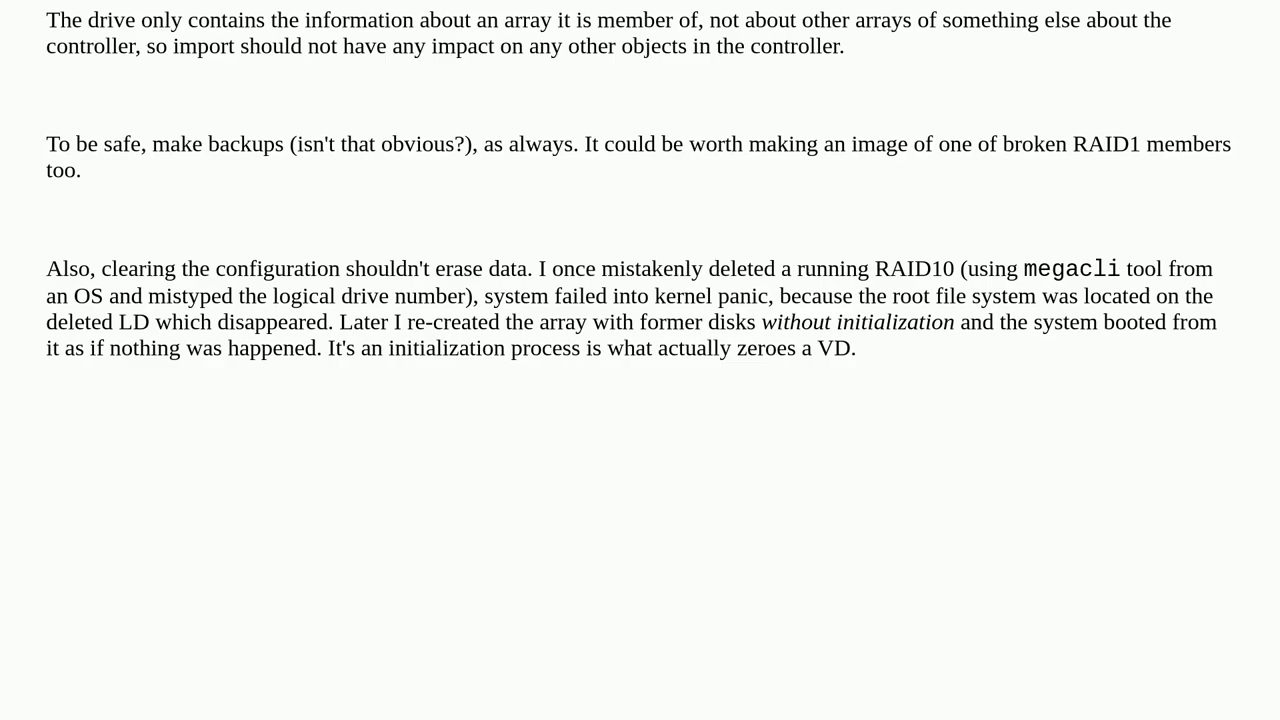 The drive only contains the information about an array it is member of, not about other arrays of something else about the
controller, so import should not have any impact on any other objects in the controller.
To be safe, make backups (isn't that obvious?), as always. It could be worth making an image of one of broken RAID1 members
too.
Also, clearing the configuration shouldn't erase data. I once mistakenly deleted a running RAID10 (using megacli tool from
an OS and mistyped the logical drive number), system failed into kernel panic, because the root file system was located on the
deleted LD which disappeared. Later I re-created the array with former disks without initialization and the system booted from
it as if nothing was happened. It's an initialization process is what actually zeroes a VD.